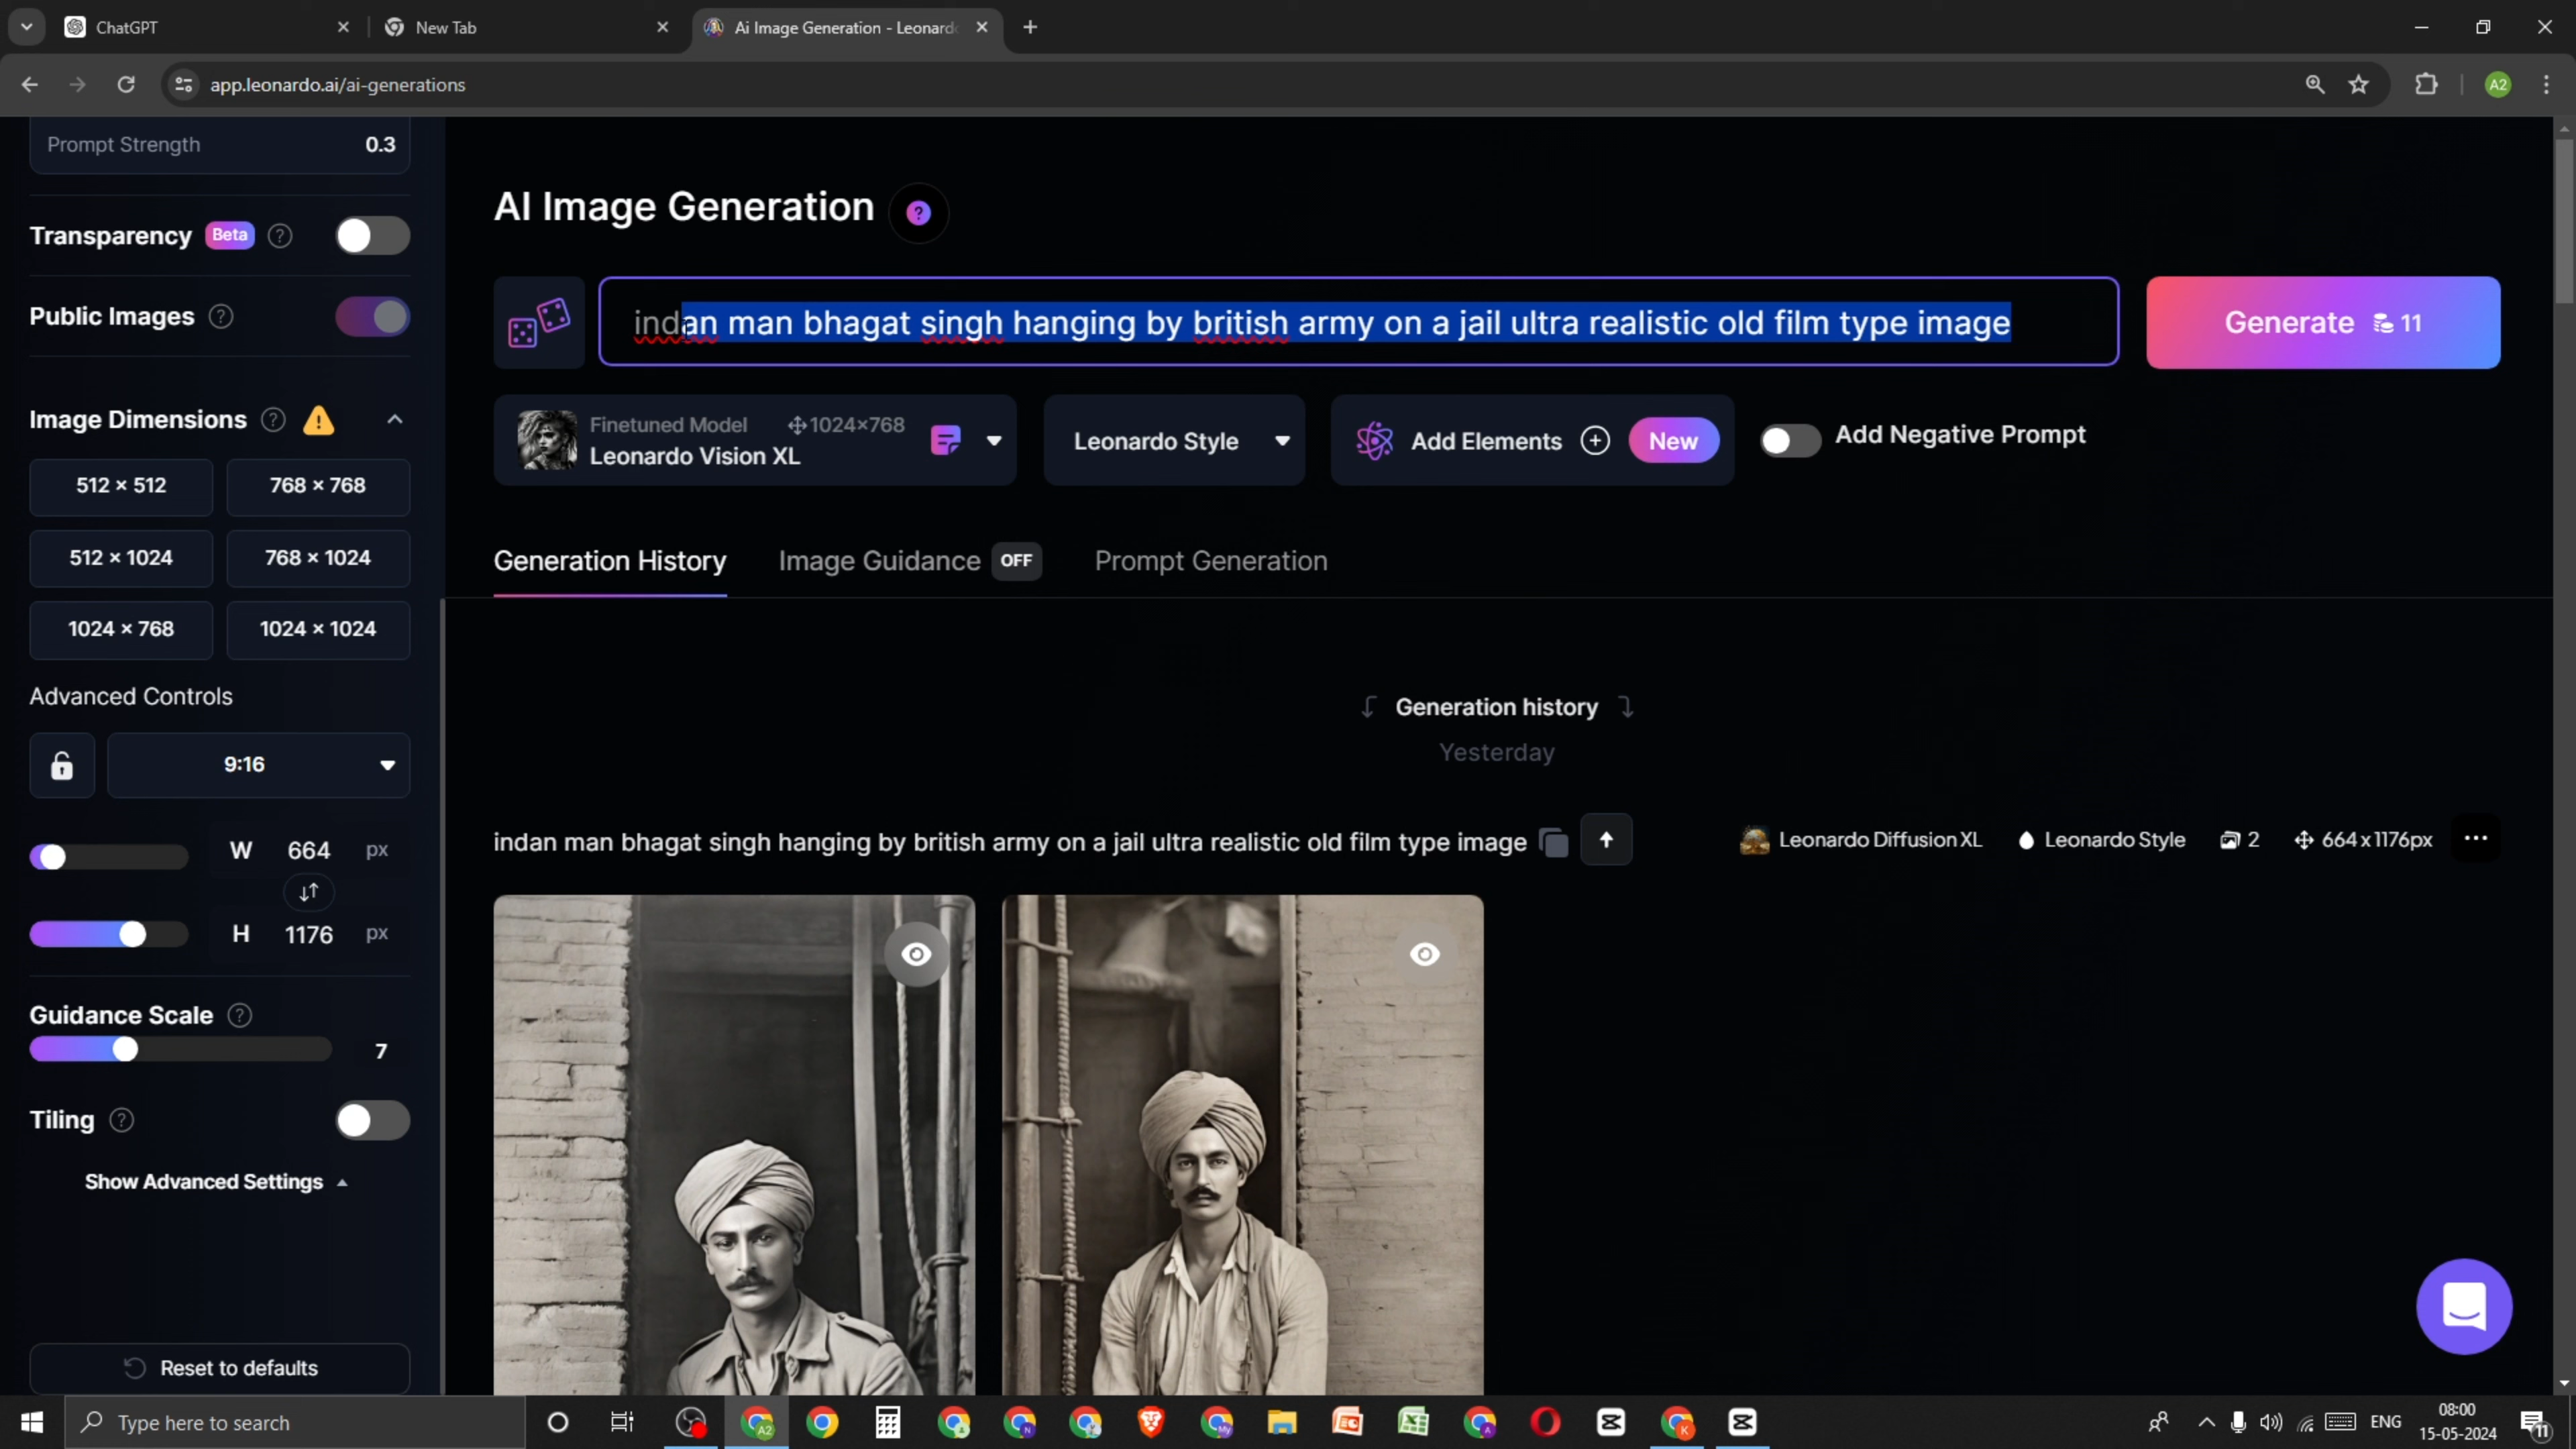 ChatGPT
New Tab
Ai Image Generation - Leonardo
app.leonardo.ai/ai-generations
A2
Prompt Strength 0.3
Transparency Beta
Public Images
Image Dimensions
512 × 512 768 × 768
512 × 1024 768 × 1024
1024 × 768 1024 × 1024
Advanced Controls
9:16
W 664 px
H 1176 px
Guidance Scale
7
Tiling
Show Advanced Settings
Reset to defaults
AI Image Generation
indan man bhagat singh hanging by british army on a jail ultra realistic old film type image
Generate 11
Finetuned Model 1024×768
Leonardo Vision XL
Leonardo Style
Add Elements New
Add Negative Prompt
Generation History Image Guidance OFF Prompt Generation
Generation history
Yesterday
indan man bhagat singh hanging by british army on a jail ultra realistic old film type image
Leonardo Diffusion XL Leonardo Style 2 664 x 1176px
Type here to search
ENG
08:00
15-05-2024
11